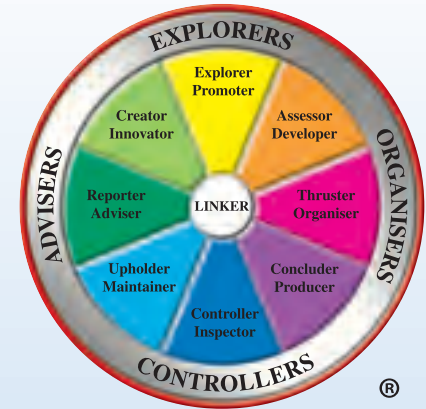 EXPLORERS
Explorer
Promoter
Creator
Innovator
Assessor
Developer
ADVISERS
ORGANISERS
Reporter
Adviser
LINKER
Thruster
Organiser
Upholder
Maintainer
Concluder
Producer
Controller
Inspector
CONTROLLERS
®